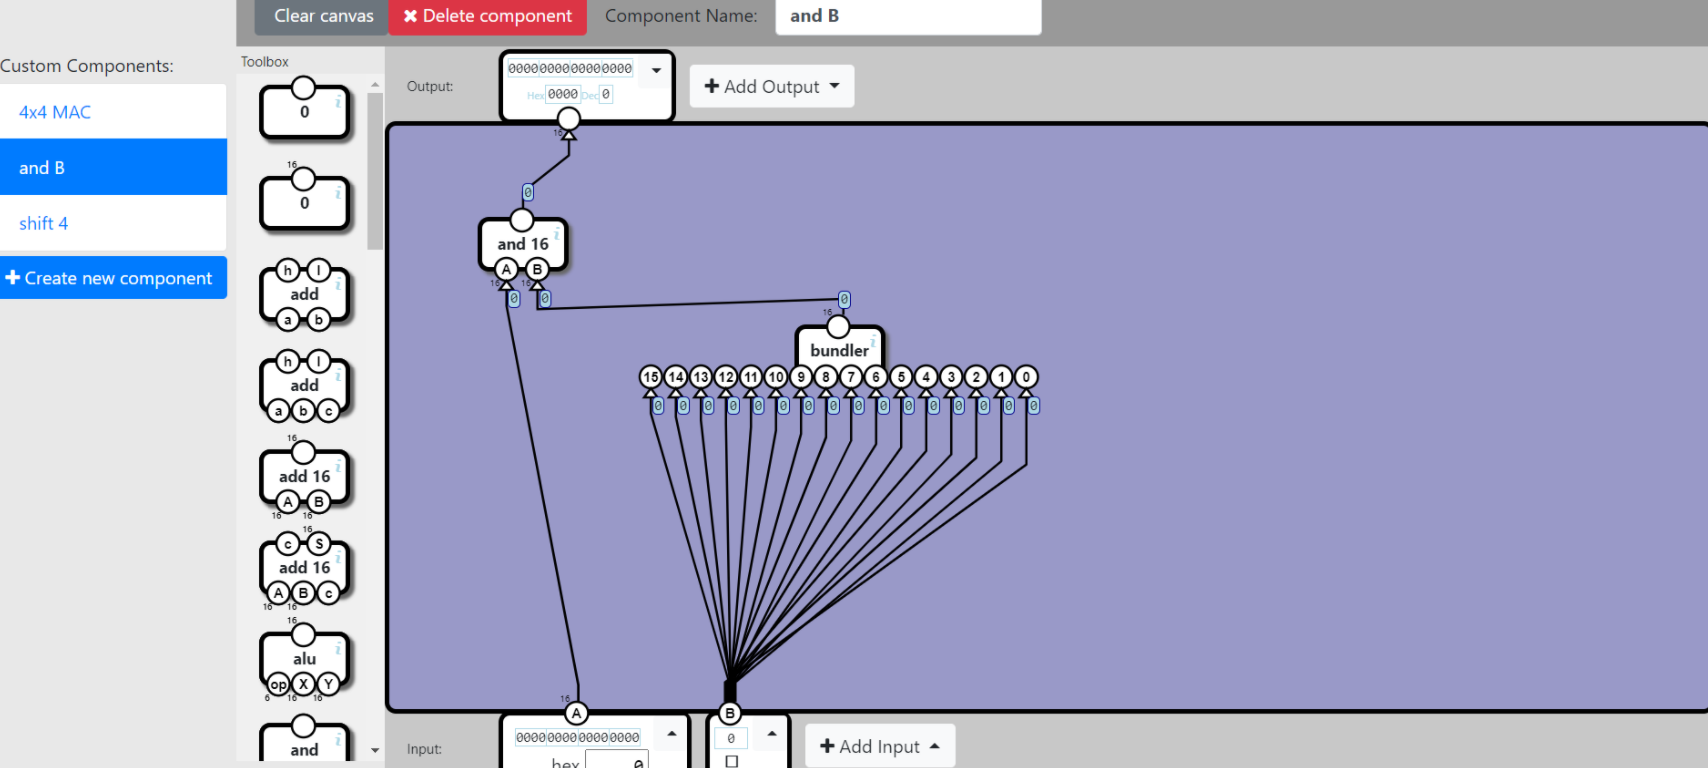 Clear canvas
✖ Delete component
Component Name:
and B
Custom Components:
4x4 MAC
and B
shift 4
+ Create new component
Toolbox
0
16
0
h l
add
a b
h l
add
a b c
16
add 16
A B
16 16
16
c S
add 16
A B c
16 16
16
alu
op X Y
6 16 16
and
Output:
0000000000000000
Hex 0000 Dec 0
+ Add Output
16
0
and 16
A B
16 16
0 0
0
16
bundler
15 14 13 12 11 10 9 8 7 6 5 4 3 2 1 0
0 0 0 0 0 0 0 0 0 0 0 0 0 0 0 0
16
A
B
Input:
0000000000000000
hex 0
0
+ Add Input